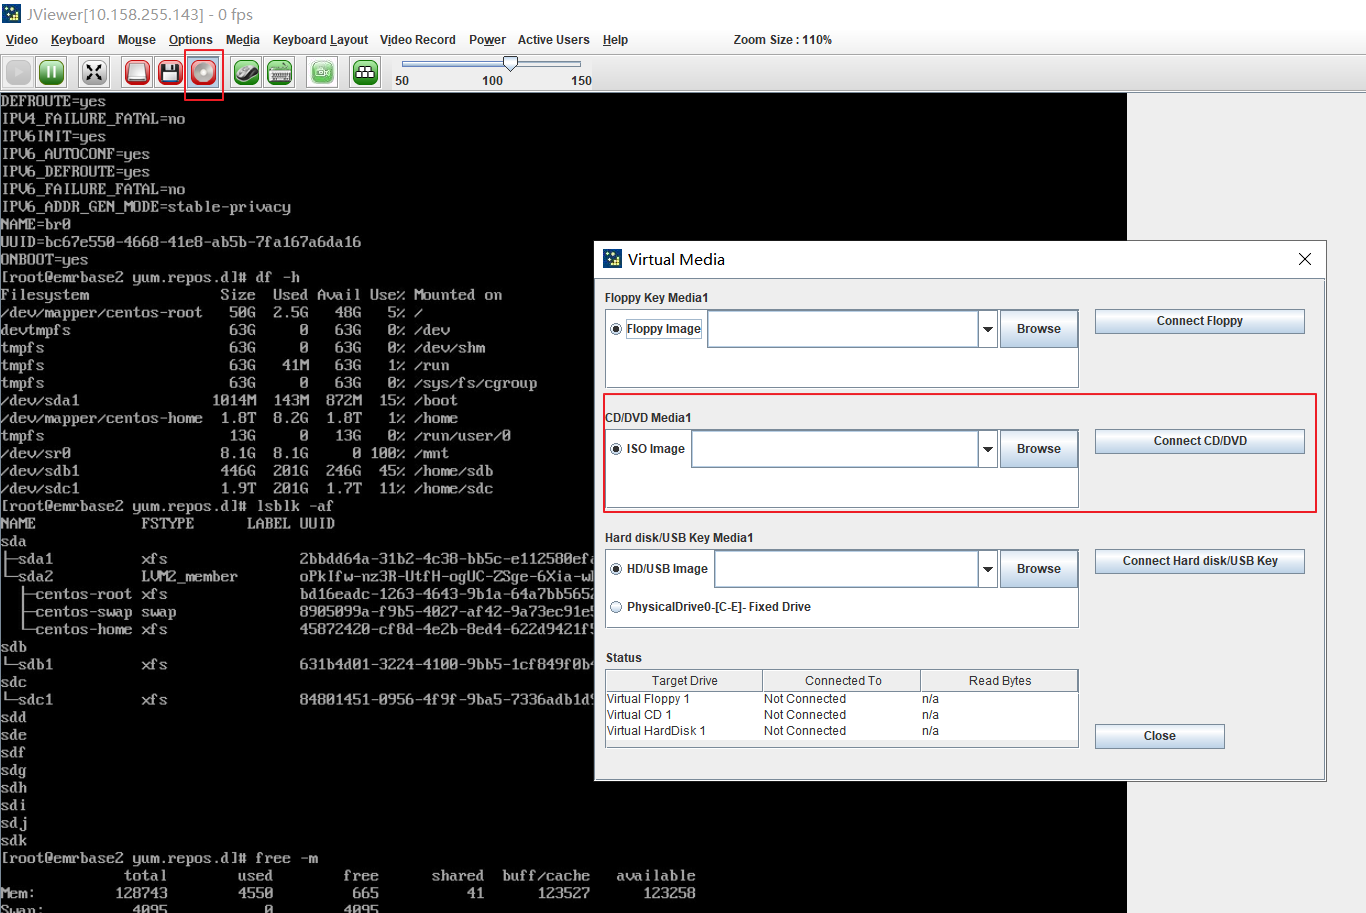 JViewer[10.158.255.143] - 0 fps
Video Keyboard Mouse Options Media Keyboard Layout Video Record Power Active Users Help Zoom Size : 110%
50 100 150
DEFROUTE=yes
IPV4_FAILURE_FATAL=no
IPV6INIT=yes
IPV6_AUTOCONF=yes
IPV6_DEFROUTE=yes
IPV6_FAILURE_FATAL=no
IPV6_ADDR_GEN_MODE=stable-privacy
NAME=br0
UUID=bc67e550-4668-41e8-ab5b-7fa167a6da16
ONBOOT=yes
[root@emrbase2 yum.repos.d]# df -h
Filesystem Size Used Avail Use% Mounted on
/dev/mapper/centos-root 50G 2.5G 48G 5% /
devtmpfs 63G 0 63G 0% /dev
tmpfs 63G 0 63G 0% /dev/shm
tmpfs 63G 41M 63G 1% /run
tmpfs 63G 0 63G 0% /sys/fs/cgroup
/dev/sda1 1014M 143M 872M 15% /boot
/dev/mapper/centos-home 1.8T 8.2G 1.8T 1% /home
tmpfs 13G 0 13G 0% /run/user/0
/dev/sr0 8.1G 8.1G 0 100% /mnt
/dev/sdb1 446G 201G 246G 45% /home/sdb
/dev/sdc1 1.9T 201G 1.7T 11% /home/sdc
[root@emrbase2 yum.repos.d]# lsblk -af
NAME FSTYPE LABEL UUID
sda
├─sda1 xfs 2bbdd64a-31b2-4c38-bb5c-e112580efa
└─sda2 LVM2_member oPkIfw-nz3R-UtfH-ogUC-ZSge-6Xia-w
├─centos-root xfs bd16eadc-1263-4643-9b1a-64a7bb5652
├─centos-swap swap 8905099a-f9b5-4027-af42-9a73ec91e5
└─centos-home xfs 45872420-cf8d-4e2b-8ed4-622d9421f5
sdb
└─sdb1 xfs 631b4d01-3224-4100-9bb5-1cf849f0b4
sdc
└─sdc1 xfs 84801451-0956-4f9f-9ba5-7336adb1d9
sdd
sde
sdf
sdg
sdh
sdi
sdj
sdk
[root@emrbase2 yum.repos.d]# free -m
total used free shared buff/cache available
Mem: 128743 4550 665 41 123527 123258
Swap: 4095 0 4095
Virtual Media
Floppy Key Media1
Floppy Image Browse Connect Floppy
CD/DVD Media1
ISO Image Browse Connect CD/DVD
Hard disk/USB Key Media1
HD/USB Image Browse Connect Hard disk/USB Key
PhysicalDrive0-[C-E]- Fixed Drive
Status
Target Drive Connected To Read Bytes
Virtual Floppy 1 Not Connected n/a
Virtual CD 1 Not Connected n/a
Virtual HardDisk 1 Not Connected n/a
Close